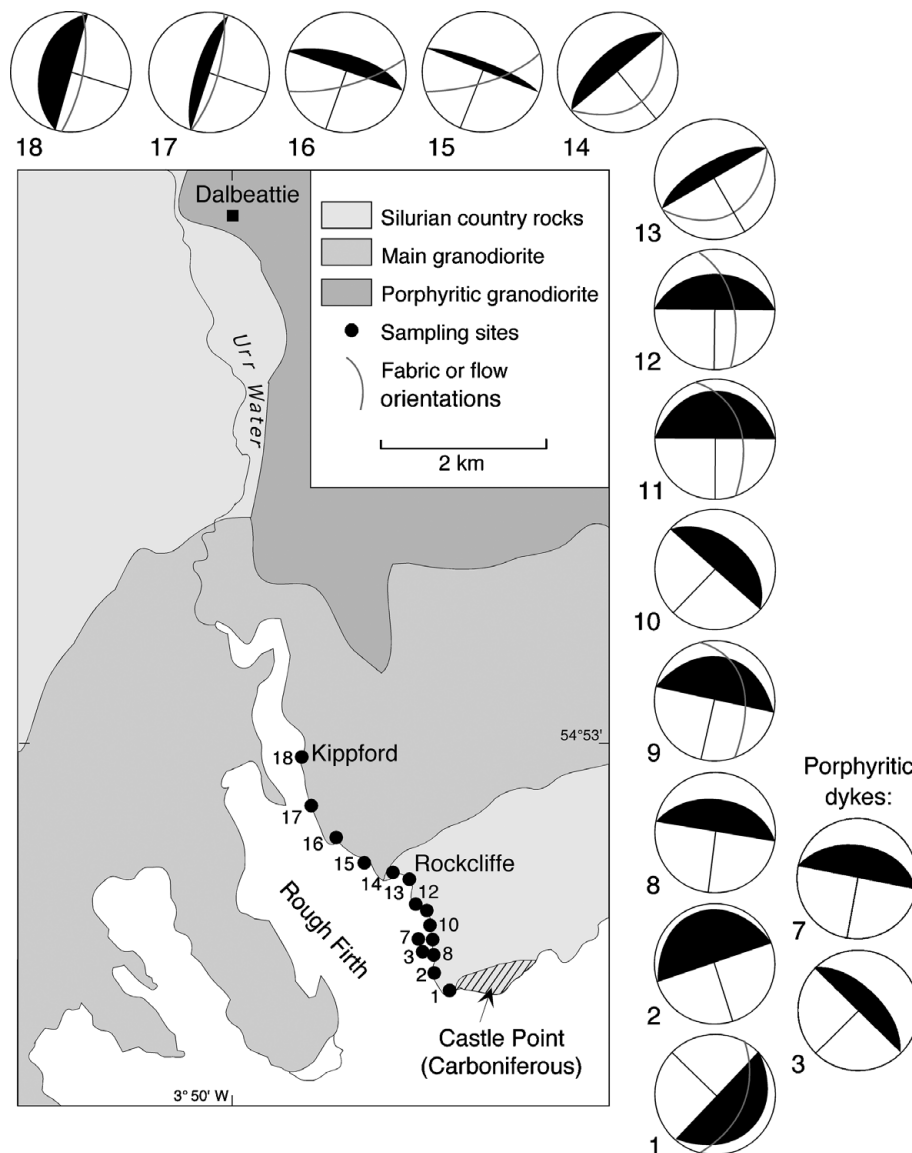 18
17
16
15
14
Dalbeattie
Silurian country rocks
Main granodiorite
Porphyritic granodiorite
Sampling sites
Fabric or flow
orientations
2 km
Urr Water
13
12
11
10
9
8
2
1
Porphyritic
dykes:
7
3
54°53'
18 Kippford
17
16
15
14
13
Rockcliffe
12
10
7
8
3
2
1
Rough Firth
Castle Point
(Carboniferous)
3° 50' W